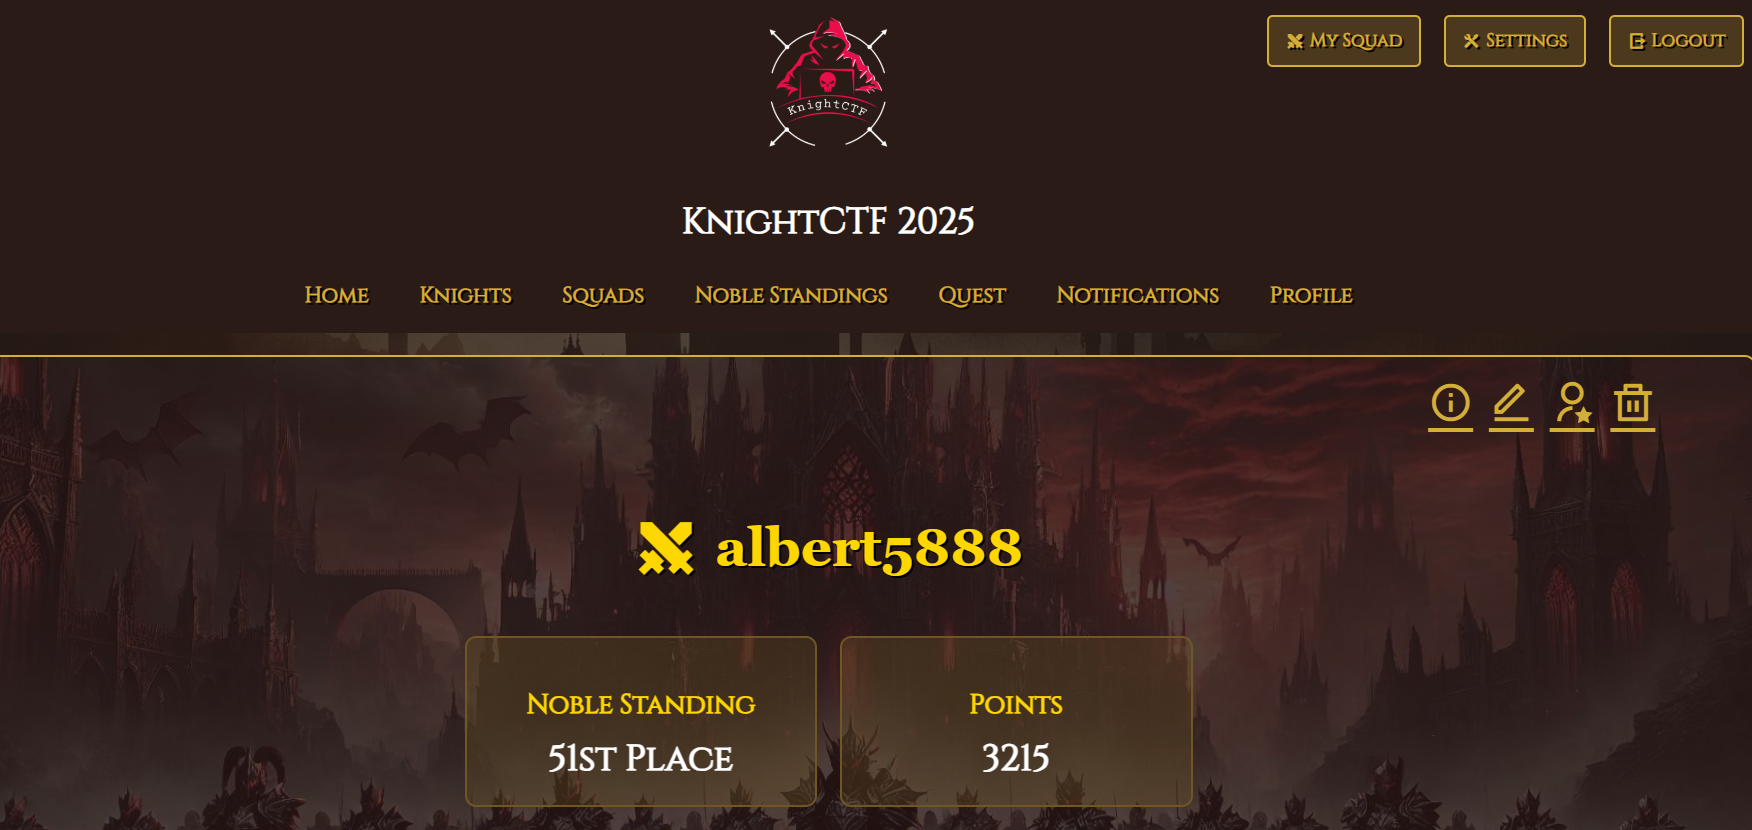 My Squad
Settings
Logout
KnightCTF
KnightCTF 2025
Home Knights Squads Noble Standings Quest Notifications Profile
albert5888
Noble Standing
51st Place
Points
3215